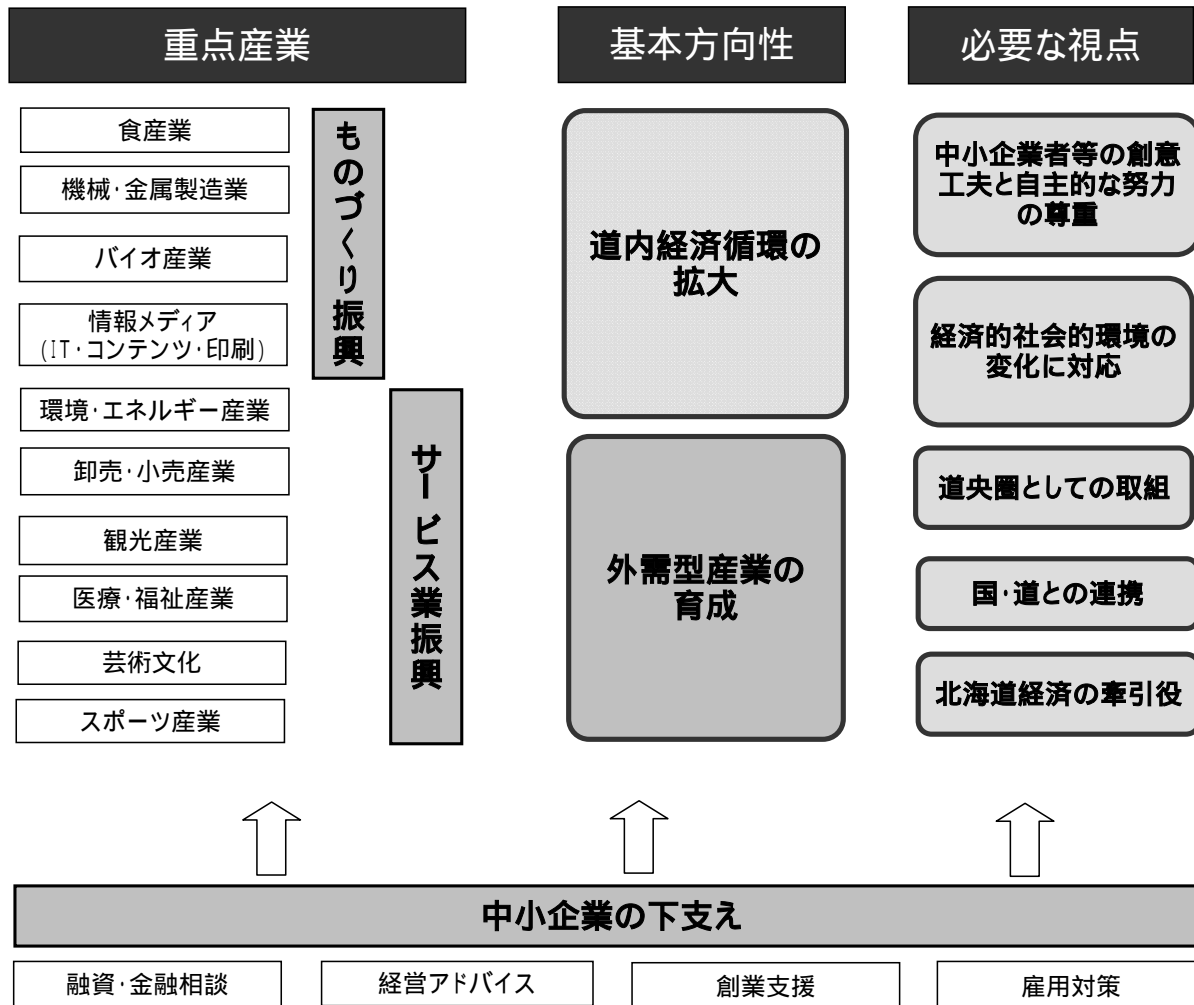 重点産業
基本方向性
必要な視点
食産業
機械・金属製造業
バイオ産業
情報メディア
(IT・コンテンツ・印刷)
環境・エネルギー産業
卸売・小売産業
観光産業
医療・福祉産業
芸術文化
スポーツ産業
ものづくり振興
サービス業振興
道内経済循環の
拡大
外需型産業の
育成
中小企業者等の創意
工夫と自主的な努力
の尊重
経済的社会的環境の
変化に対応
道央圏としての取組
国・道との連携
北海道経済の牽引役
中小企業の下支え
融資・金融相談
経営アドバイス
創業支援
雇用対策